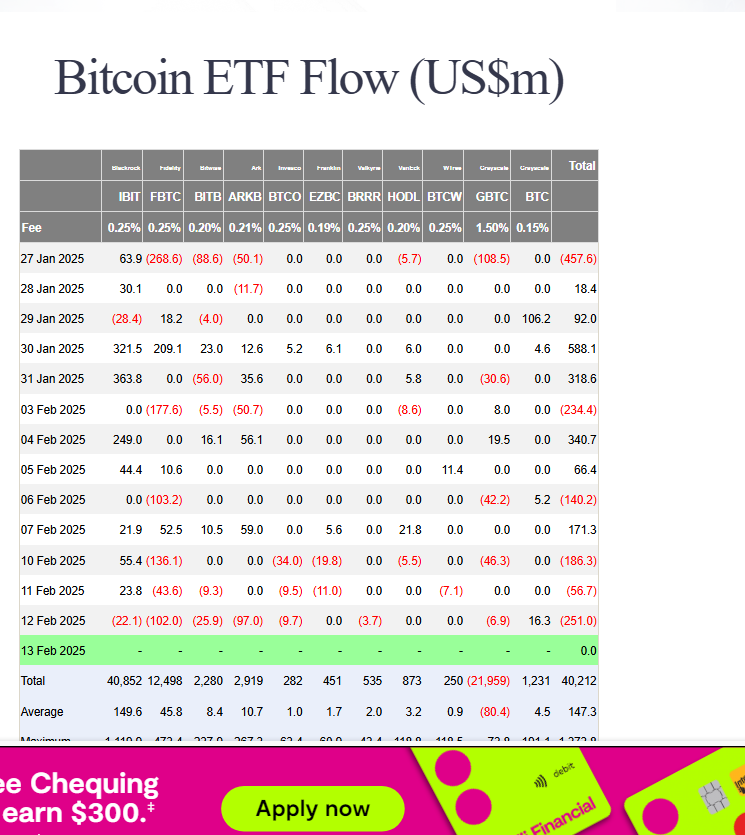 Bitcoin ETF Flow (US$m)
Blackrock Fidelity Bitwise Ark Invesco Franklin Valkyrie VanEck WTree Grayscale Grayscale Total
IBIT FBTC BITB ARKB BTCO EZBC BRRR HODL BTCW GBTC BTC
Fee 0.25% 0.25% 0.20% 0.21% 0.25% 0.19% 0.25% 0.20% 0.25% 1.50% 0.15%
27 Jan 2025 63.9 (268.6) (88.6) (50.1) 0.0 0.0 0.0 (5.7) 0.0 (108.5) 0.0 (457.6)
28 Jan 2025 30.1 0.0 0.0 (11.7) 0.0 0.0 0.0 0.0 0.0 0.0 0.0 18.4
29 Jan 2025 (28.4) 18.2 (4.0) 0.0 0.0 0.0 0.0 0.0 0.0 0.0 106.2 92.0
30 Jan 2025 321.5 209.1 23.0 12.6 5.2 6.1 0.0 6.0 0.0 0.0 4.6 588.1
31 Jan 2025 363.8 0.0 (56.0) 35.6 0.0 0.0 0.0 5.8 0.0 (30.6) 0.0 318.6
03 Feb 2025 0.0 (177.6) (5.5) (50.7) 0.0 0.0 0.0 (8.6) 0.0 8.0 0.0 (234.4)
04 Feb 2025 249.0 0.0 16.1 56.1 0.0 0.0 0.0 0.0 0.0 19.5 0.0 340.7
05 Feb 2025 44.4 10.6 0.0 0.0 0.0 0.0 0.0 0.0 11.4 0.0 0.0 66.4
06 Feb 2025 0.0 (103.2) 0.0 0.0 0.0 0.0 0.0 0.0 0.0 (42.2) 5.2 (140.2)
07 Feb 2025 21.9 52.5 10.5 59.0 0.0 5.6 0.0 21.8 0.0 0.0 0.0 171.3
10 Feb 2025 55.4 (136.1) 0.0 0.0 (34.0) (19.8) 0.0 (5.5) 0.0 (46.3) 0.0 (186.3)
11 Feb 2025 23.8 (43.6) (9.3) 0.0 (9.5) (11.0) 0.0 0.0 (7.1) 0.0 0.0 (56.7)
12 Feb 2025 (22.1) (102.0) (25.9) (97.0) (9.7) 0.0 (3.7) 0.0 0.0 (6.9) 16.3 (251.0)
13 Feb 2025 - - - - - - - - - - - 0.0
Total 40,852 12,498 2,280 2,919 282 451 535 873 250 (21,959) 1,231 40,212
Average 149.6 45.8 8.4 10.7 1.0 1.7 2.0 3.2 0.9 (80.4) 4.5 147.3
Maximum
ee Chequing
earn $300.‡
Apply now
debit
Financial